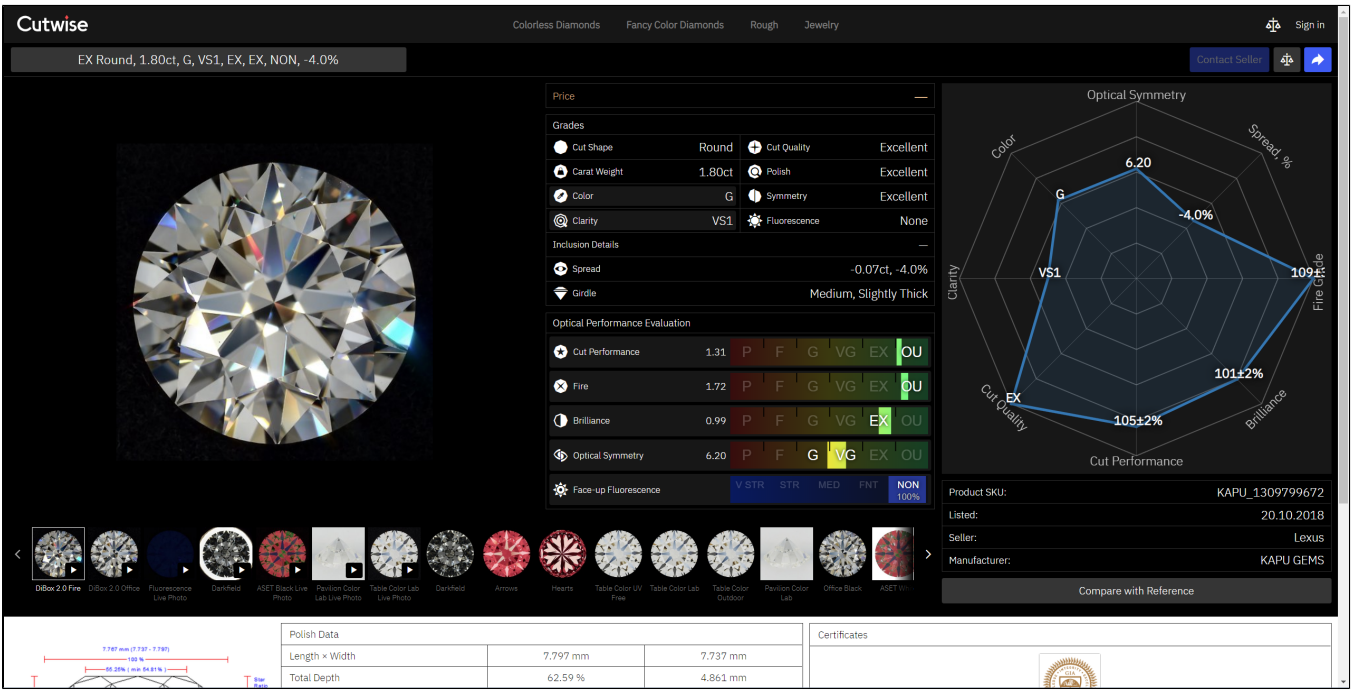 Cutwise
Colorless Diamonds Fancy Color Diamonds Rough Jewelry
Sign in
EX Round, 1.80ct, G, VS1, EX, EX, NON, -4.0%
Contact Seller
Price —
Grades
Cut Shape Round Cut Quality Excellent
Carat Weight 1.80ct Polish Excellent
Color G Symmetry Excellent
Clarity VS1 Fluorescence None
Inclusion Details —
Spread -0.07ct, -4.0%
Girdle Medium, Slightly Thick
Optical Performance Evaluation
Cut Performance 1.31 P F G VG EX OU
Fire 1.72 P F G VG EX OU
Brilliance 0.99 P F G VG EX OU
Optical Symmetry 6.20 P F G VG EX OU
Face-up Fluorescence V STR STR MED FNT NON
100%
Optical Symmetry
Color
Spread, %
6.20
G
-4.0%
Clarity
VS1
109±
Fire Grade
EX
101±2%
Cut Quality
105±2%
Brilliance
Cut Performance
Product SKU: KAPU_1309799672
Listed: 20.10.2018
Seller: Lexus
Manufacturer: KAPU GEMS
Compare with Reference
DiBox 2.0 Fire
DiBox 2.0 Office
Fluorescence
Live Photo
Darkfield
ASET Black Live
Photo
Pavilion Color
Lab Live Photo
Table Color Lab
Live Photo
Darkfield
Arrows
Hearts
Table Color UV
Free
Table Color Lab
Table Color
Outdoor
Pavilion Color
Lab
Office Black
ASET
7.767 mm (7.737 - 7.797)
100 %
55.25% ( min 54.81% )
Star
Ratio
Polish Data
Length × Width 7.797 mm 7.737 mm
Total Depth 62.59 % 4.861 mm
Certificates
GIA